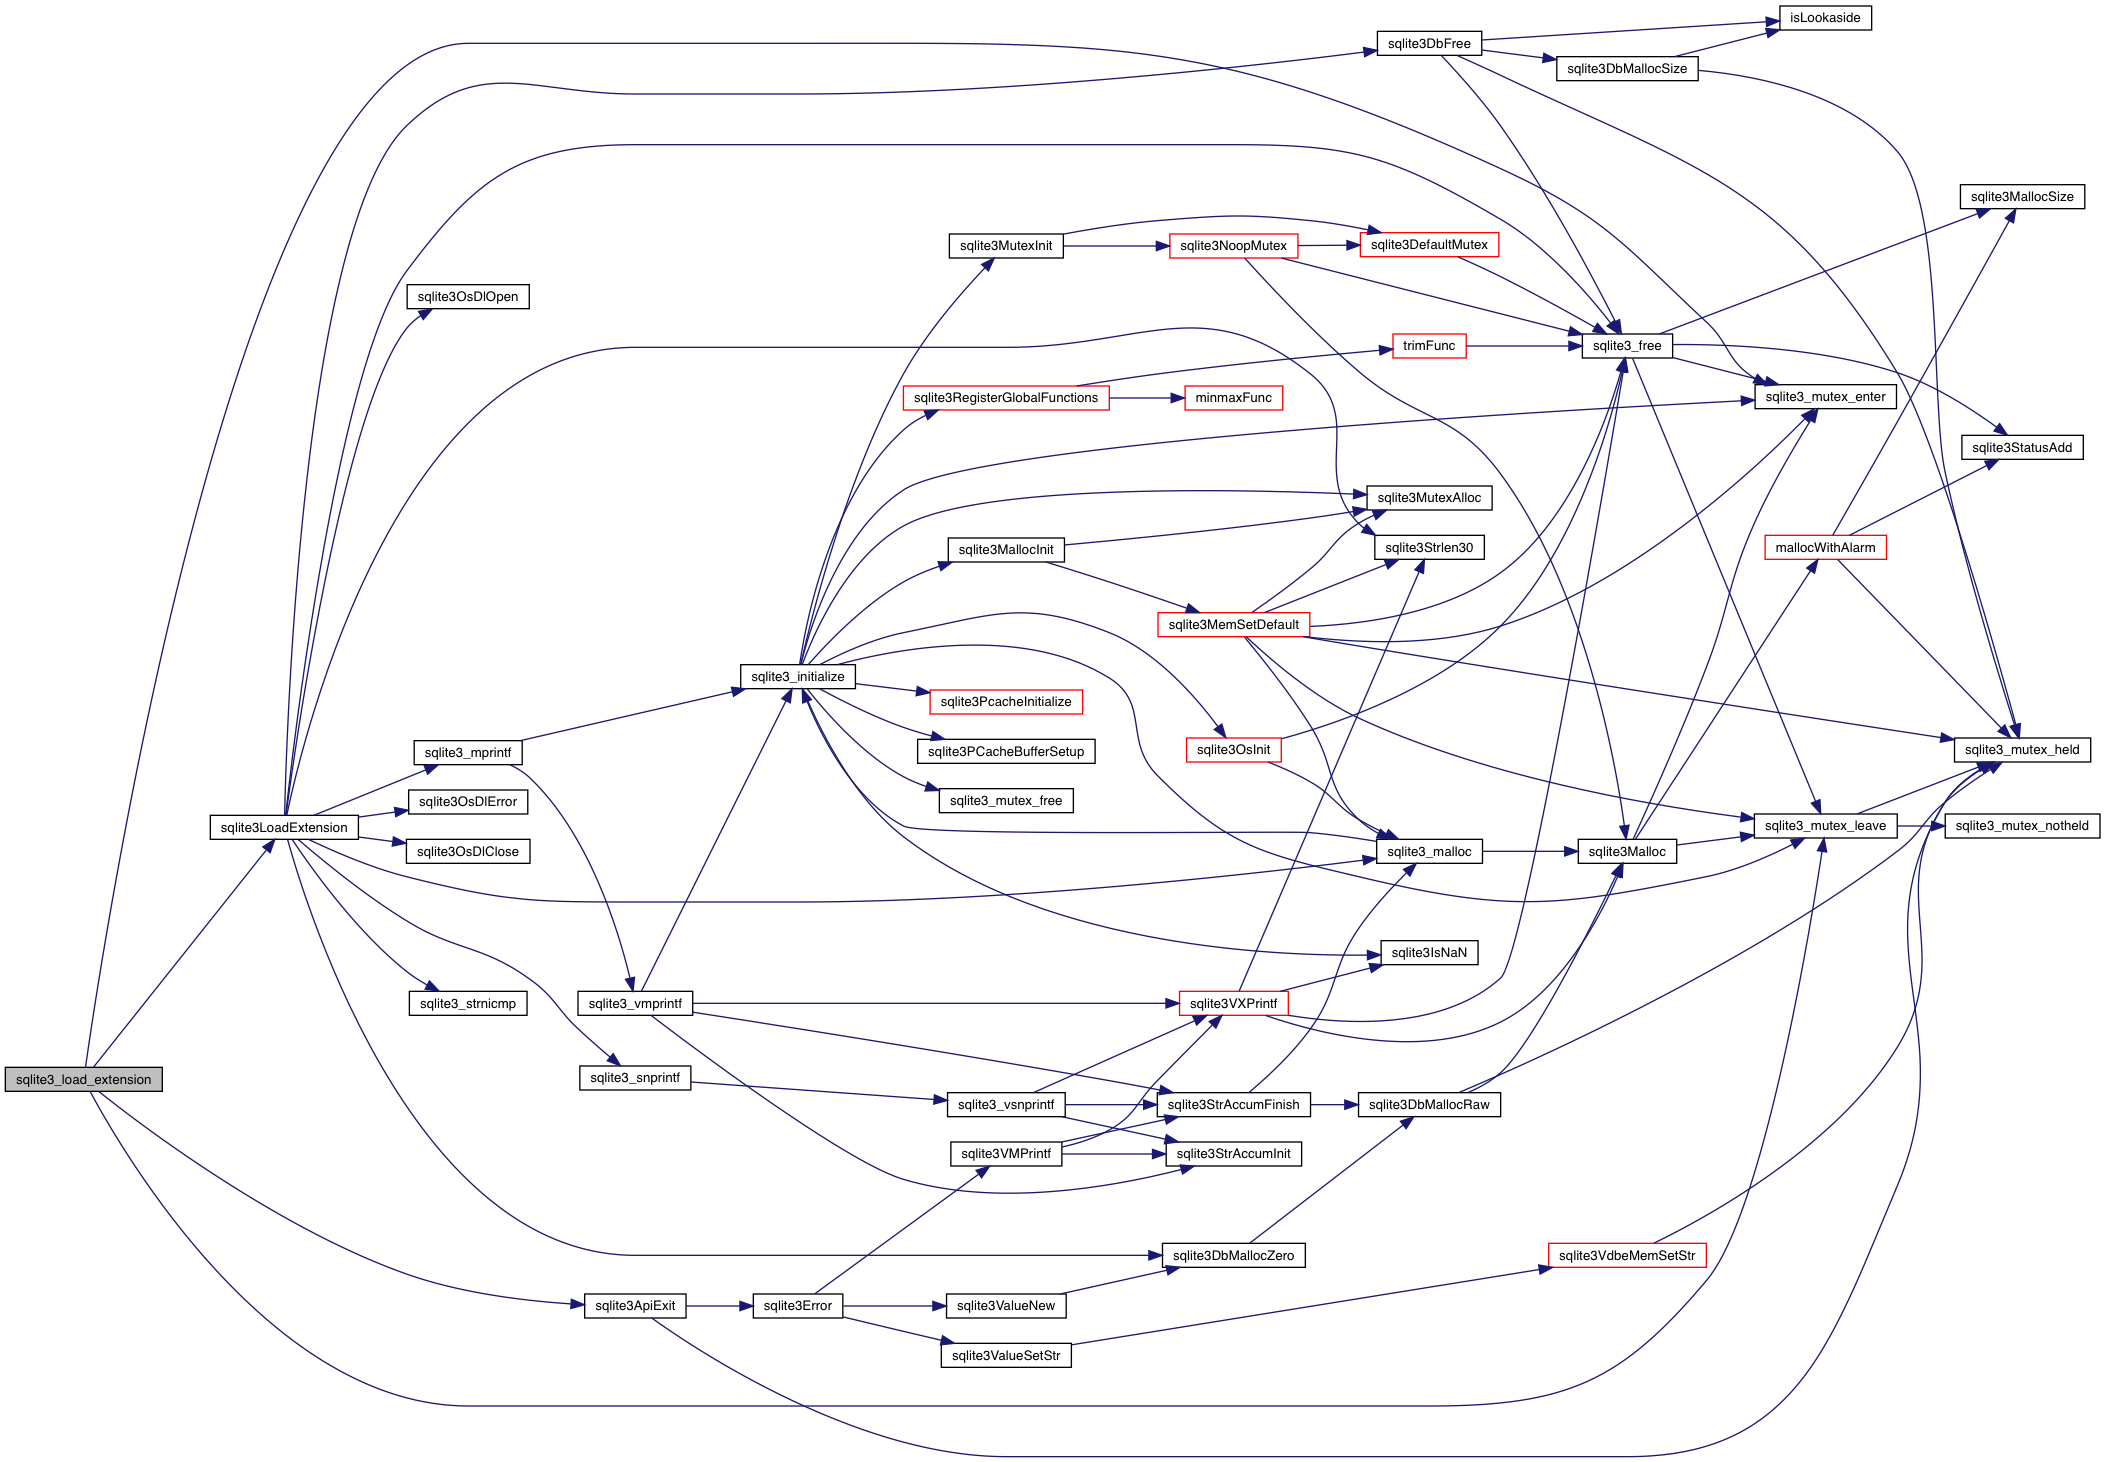 isLookaside
sqlite3DbFree
sqlite3DbMallocSize
sqlite3MallocSize
sqlite3MutexInit
sqlite3NoopMutex
sqlite3DefaultMutex
sqlite3OsDlOpen
trimFunc
sqlite3_free
sqlite3RegisterGlobalFunctions
minmaxFunc
sqlite3_mutex_enter
sqlite3StatusAdd
sqlite3MutexAlloc
sqlite3MallocInit
sqlite3Strlen30
mallocWithAlarm
sqlite3MemSetDefault
sqlite3_initialize
sqlite3PcacheInitialize
sqlite3_mprintf
sqlite3PCacheBufferSetup
sqlite3OsInit
sqlite3_mutex_held
sqlite3OsDlError
sqlite3_mutex_free
sqlite3LoadExtension
sqlite3_mutex_leave
sqlite3_mutex_notheld
sqlite3OsDlClose
sqlite3_malloc
sqlite3Malloc
sqlite3IsNaN
sqlite3_strnicmp
sqlite3_vmprintf
sqlite3VXPrintf
sqlite3_load_extension
sqlite3_snprintf
sqlite3_vsnprintf
sqlite3StrAccumFinish
sqlite3DbMallocRaw
sqlite3VMPrintf
sqlite3StrAccumInit
sqlite3DbMallocZero
sqlite3VdbeMemSetStr
sqlite3ApiExit
sqlite3Error
sqlite3ValueNew
sqlite3ValueSetStr